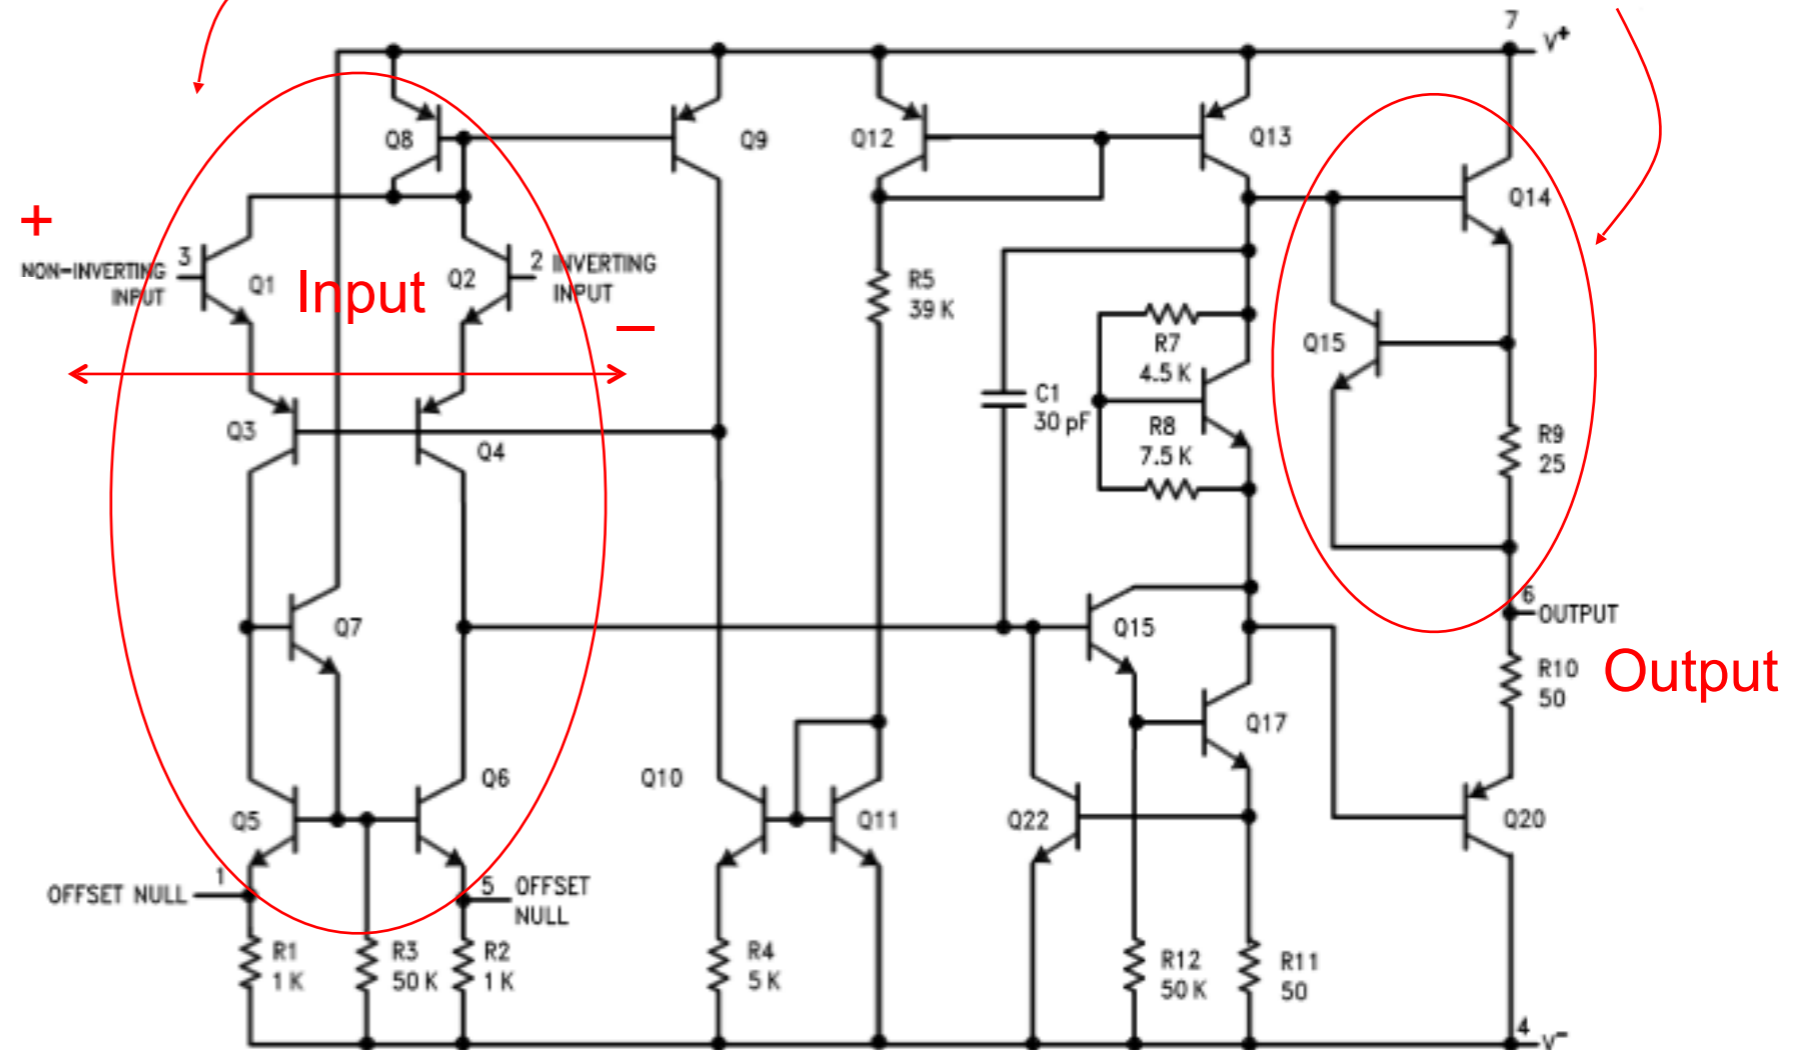 7
V+
Q8
Q9
Q12
Q13
Q14
+
3
NON-INVERTING
INPUT
Q1
Input
Q2
2 INVERTING
INPUT
−
R5
39 K
R7
4.5 K
Q15
C1
30 pF
R8
7.5 K
R9
25
Q3
Q4
Q7
Q15
6
OUTPUT
R10
50
Output
Q17
Q5
Q6
Q10
Q11
Q22
Q20
1
OFFSET NULL
5 OFFSET
NULL
R1
1 K
R3
50 K
R2
1 K
R4
5 K
R12
50 K
R11
50
4
V−